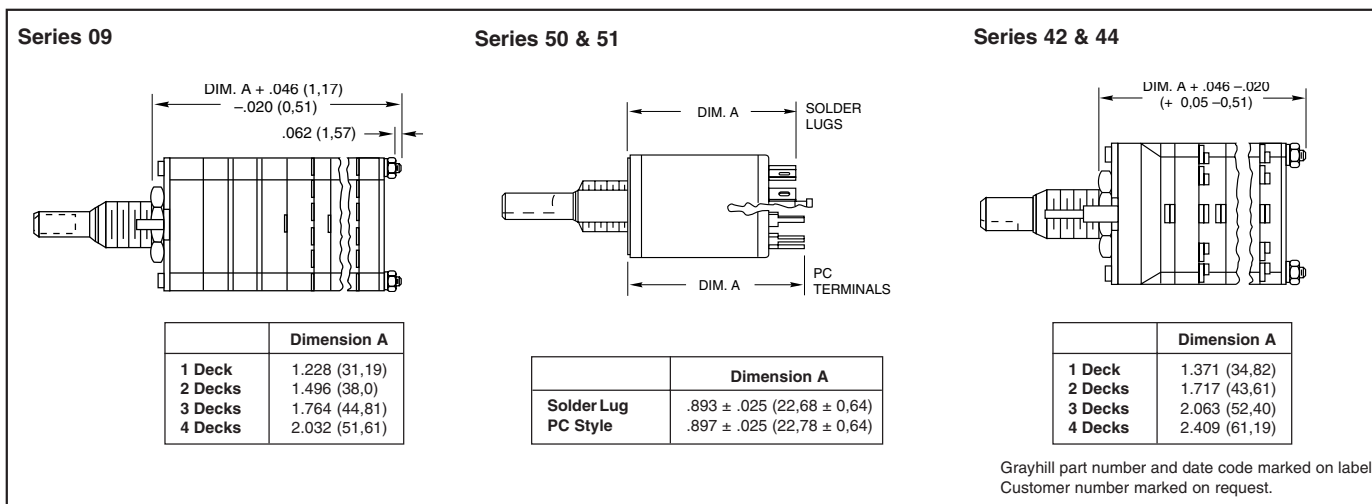 Series 09
DIM. A + .046 (1,17)
–.020 (0,51)
.062 (1,57)
Dimension A
1 Deck 1.228 (31,19)
2 Decks 1.496 (38,0)
3 Decks 1.764 (44,81)
4 Decks 2.032 (51,61)
Series 50 & 51
DIM. A
SOLDER
LUGS
DIM. A
PC
TERMINALS
Dimension A
Solder Lug .893 ± .025 (22,68 ± 0,64)
PC Style .897 ± .025 (22,78 ± 0,64)
Series 42 & 44
DIM. A + .046 –.020
(+ 0,05 –0,51)
Dimension A
1 Deck 1.371 (34,82)
2 Decks 1.717 (43,61)
3 Decks 2.063 (52,40)
4 Decks 2.409 (61,19)
Grayhill part number and date code marked on label
Customer number marked on request.